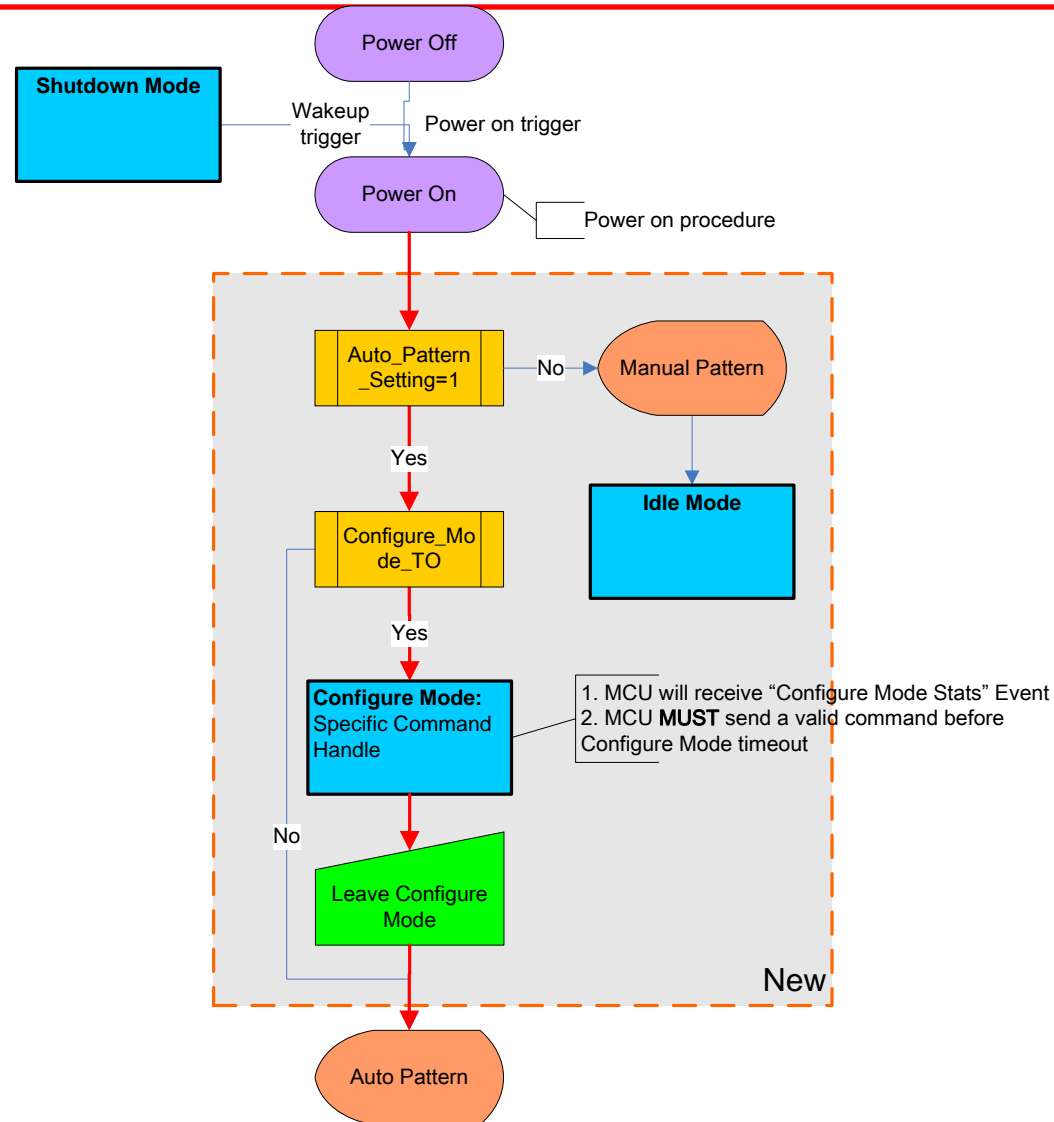 Power Off
Shutdown Mode
Wakeup
trigger
Power on trigger
Power On
Power on procedure
Auto_Pattern
_Setting=1
No
Manual Pattern
Yes
Idle Mode
Configure_Mo
de_TO
Yes
Configure Mode:
Specific Command
Handle
1. MCU will receive “Configure Mode Stats” Event
2. MCU MUST send a valid command before
Configure Mode timeout
No
Leave Configure
Mode
New
Auto Pattern